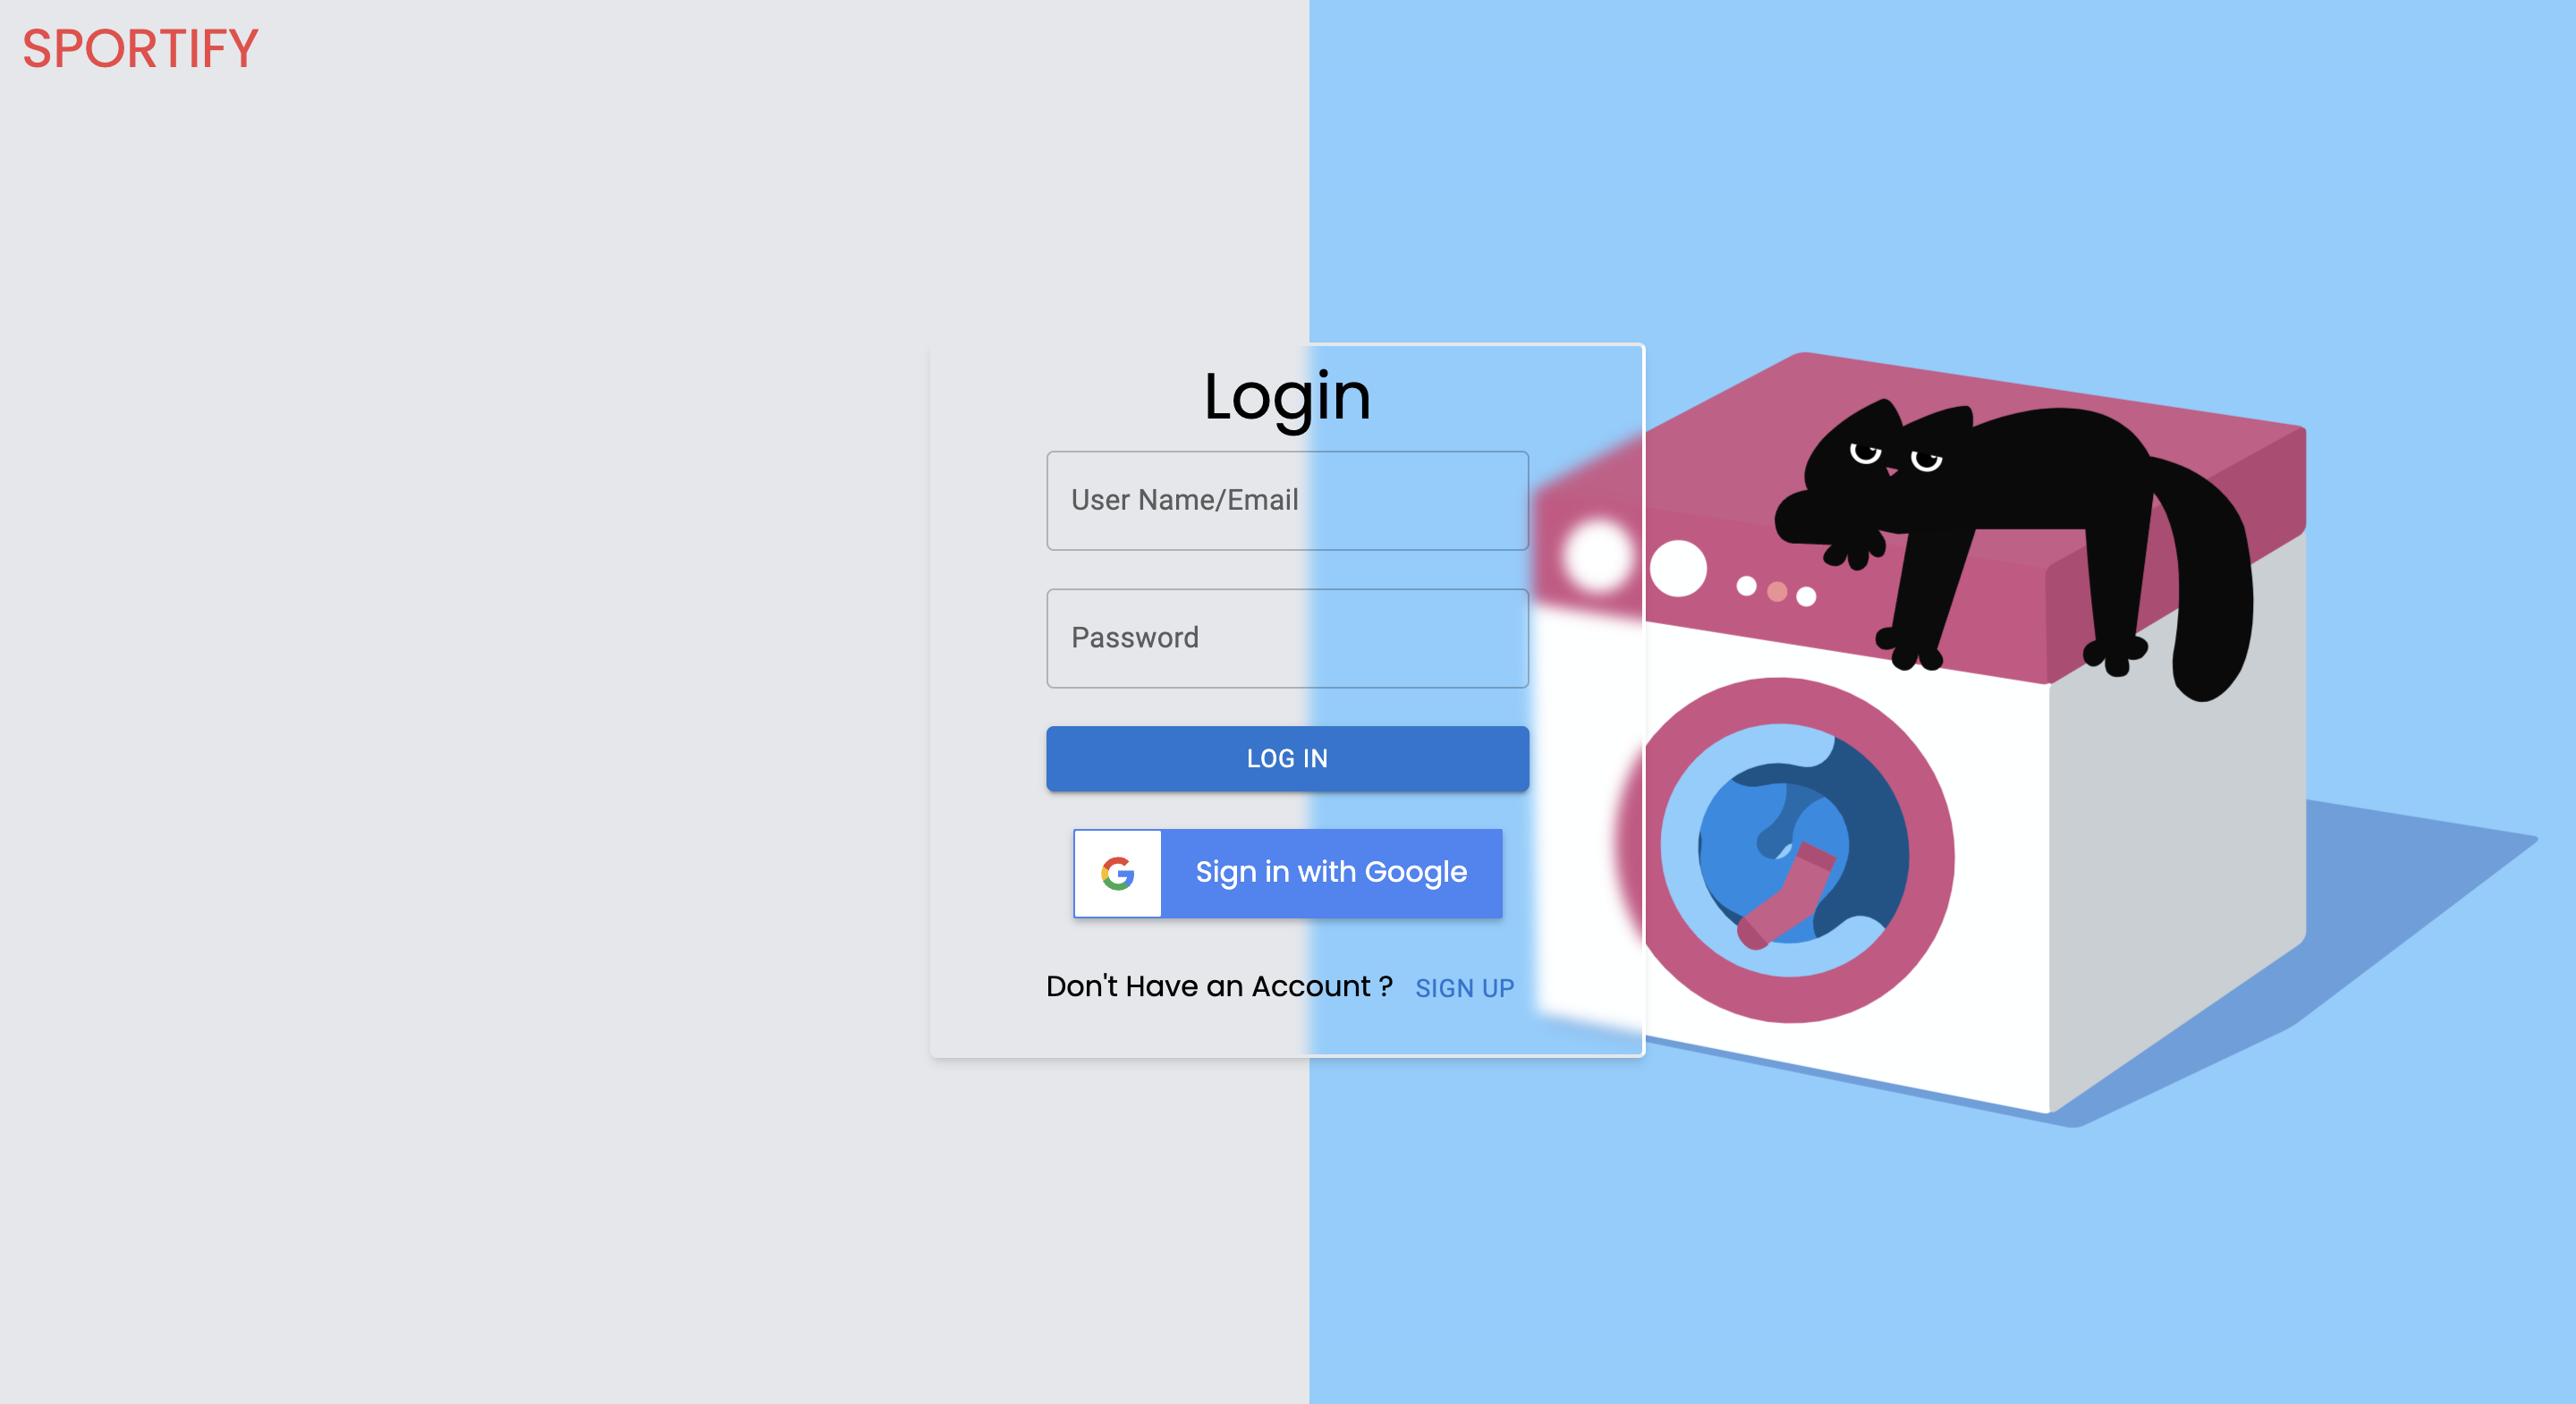 SPORTIFY
Login
User Name/Email
Password
LOG IN
Sign in with Google
Don't Have an Account ? SIGN UP